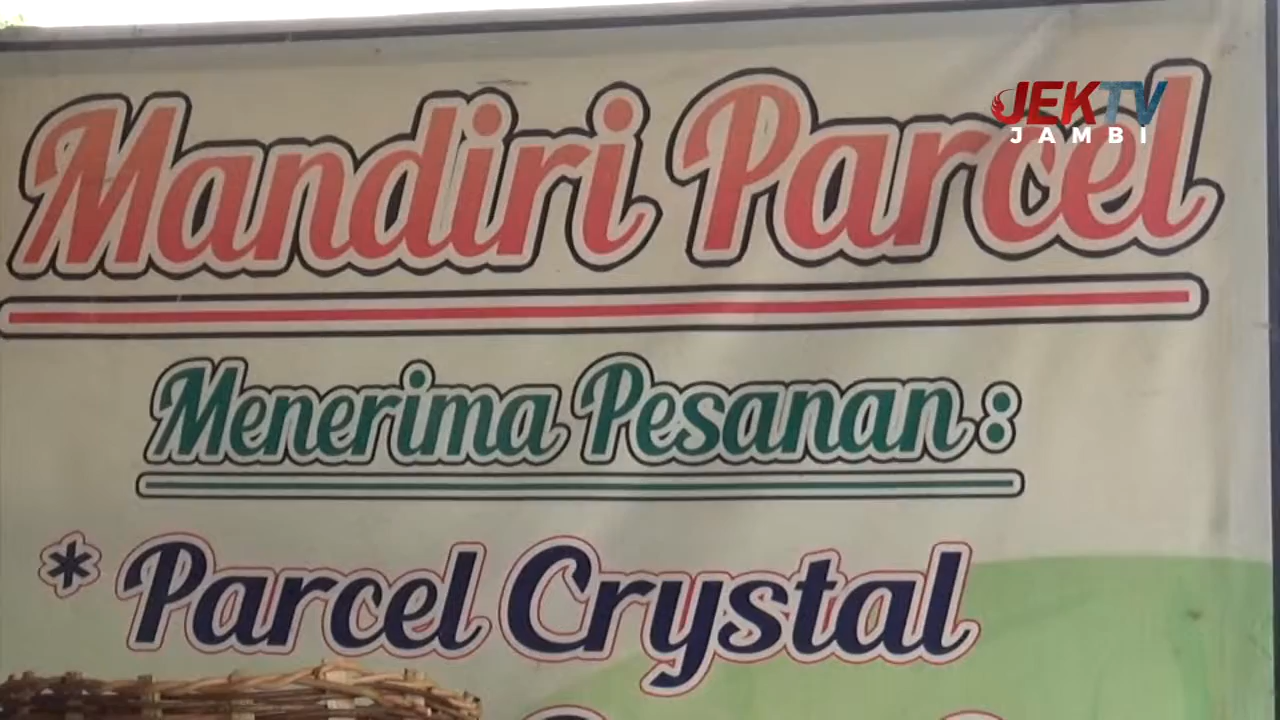 JEKTV
JAMBI
Mandiri Parcel
Menerima Pesanan :
* Parcel Crystal